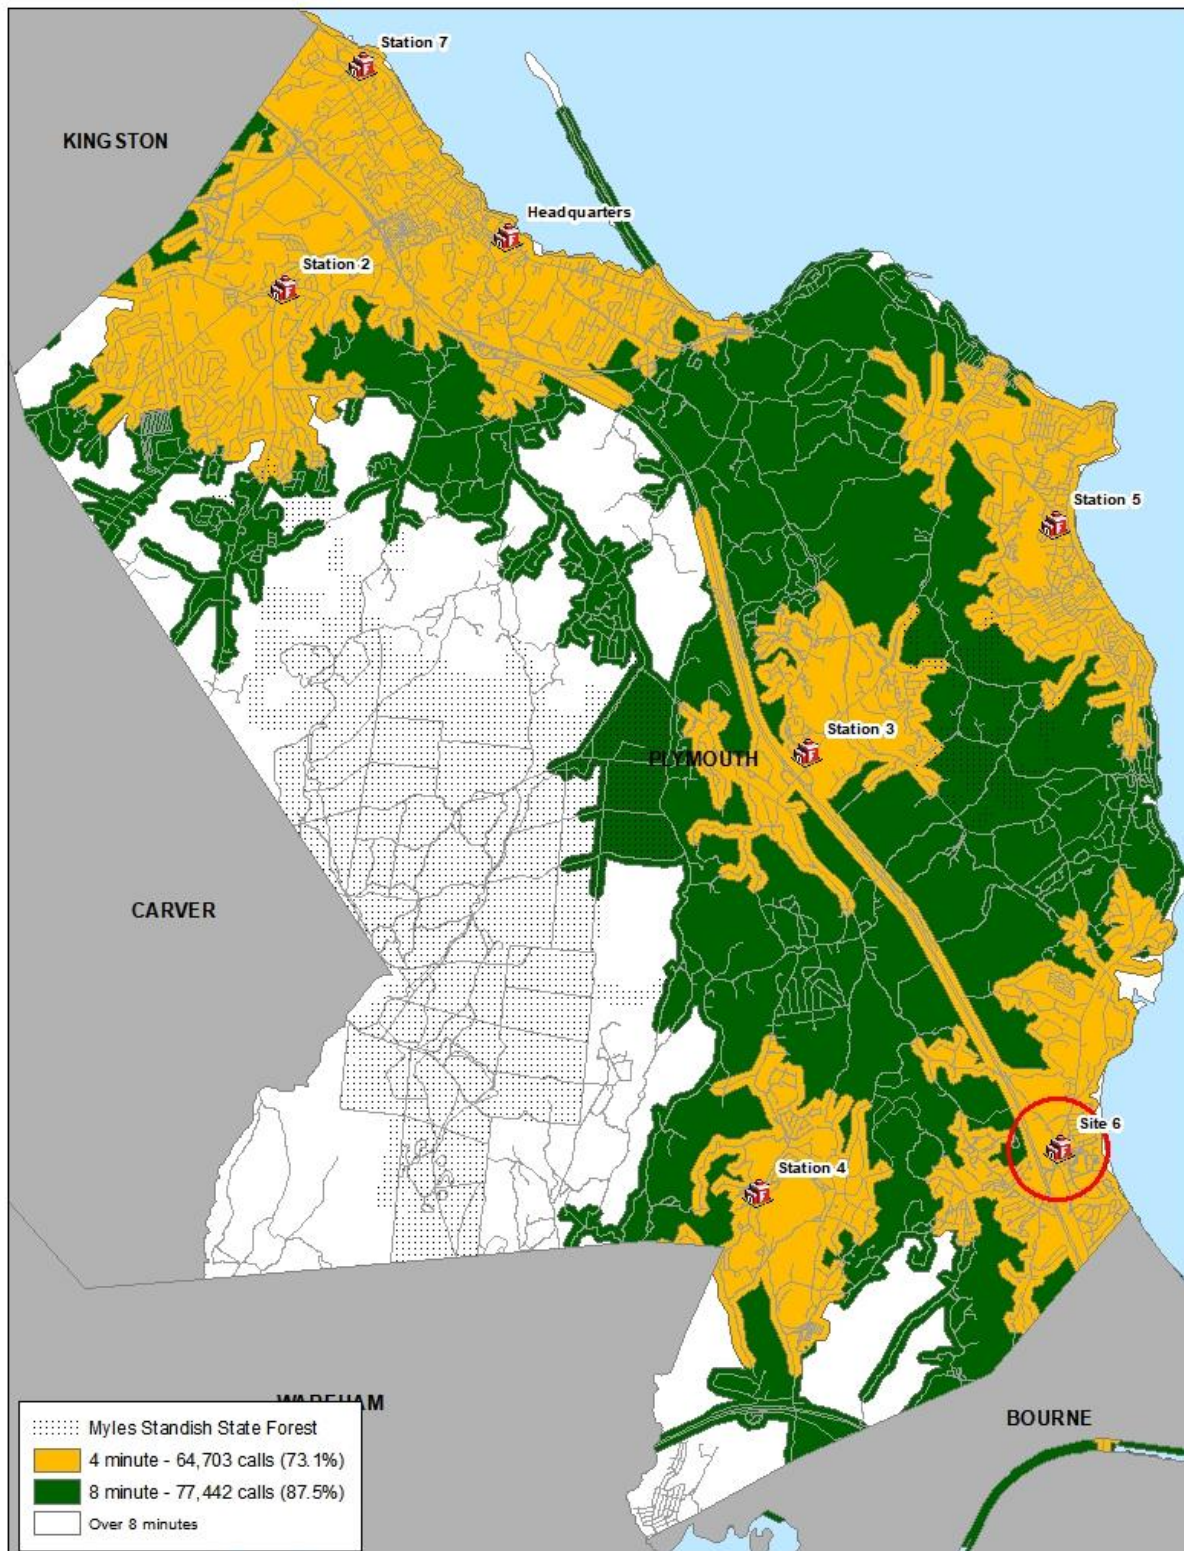 Station 7
KINGSTON
Headquarters
Station 2
Station 5
Station 3
PLYMOUTH
CARVER
Site 6
Station 4
WAREHAM
BOURNE
Myles Standish State Forest
4 minute - 64,703 calls (73.1%)
8 minute - 77,442 calls (87.5%)
Over 8 minutes